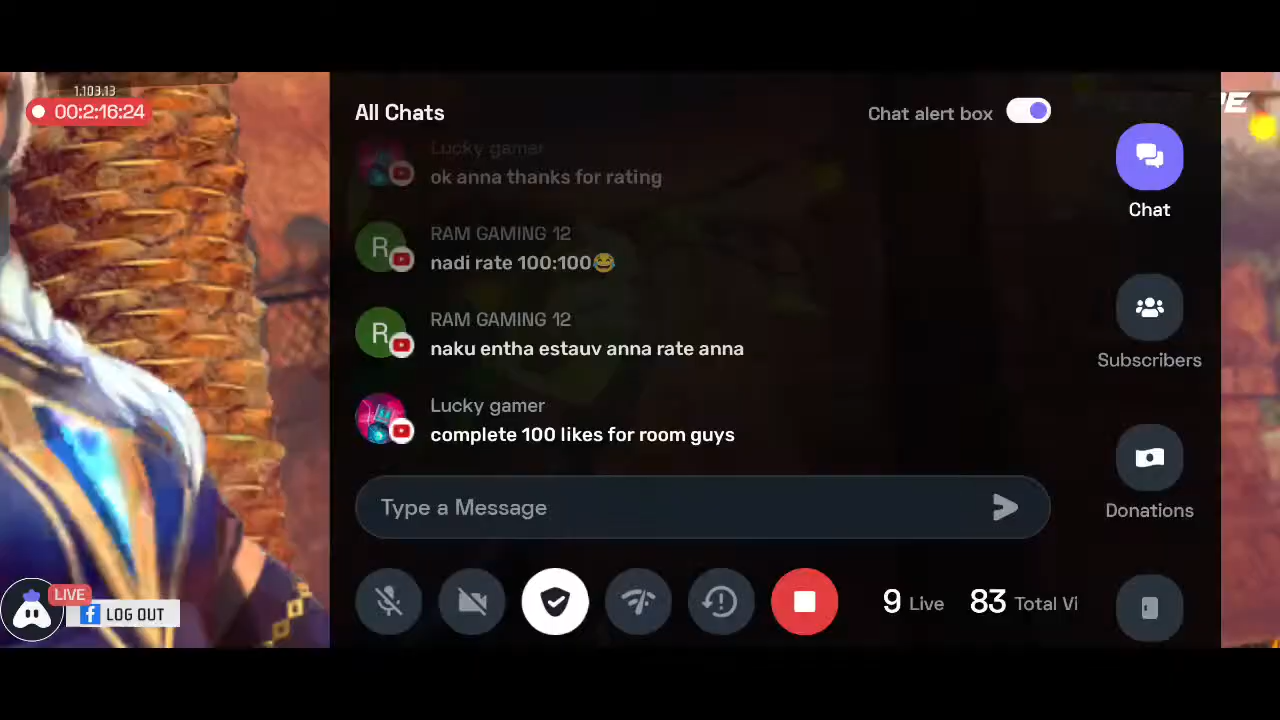 1.103.13
00:2:16:24
All Chats
Chat alert box
Lucky gamer
ok anna thanks for rating
R
RAM GAMING 12
nadi rate 100:100😂
R
RAM GAMING 12
naku entha estauv anna rate anna
Lucky gamer
complete 100 likes for room guys
Type a Message
9 Live
83 Total Vi
Chat
Subscribers
Donations
LIVE
LOG OUT